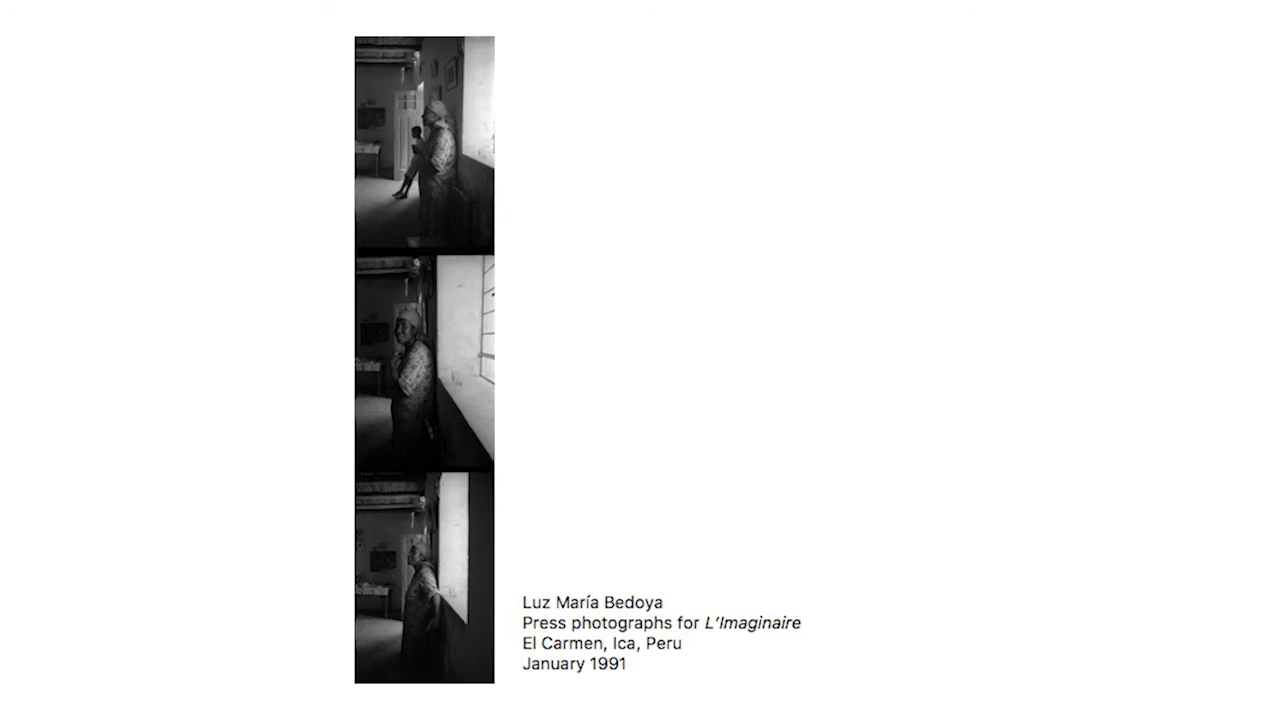 Luz María Bedoya
Press photographs for L’Imaginaire
El Carmen, Ica, Peru
January 1991